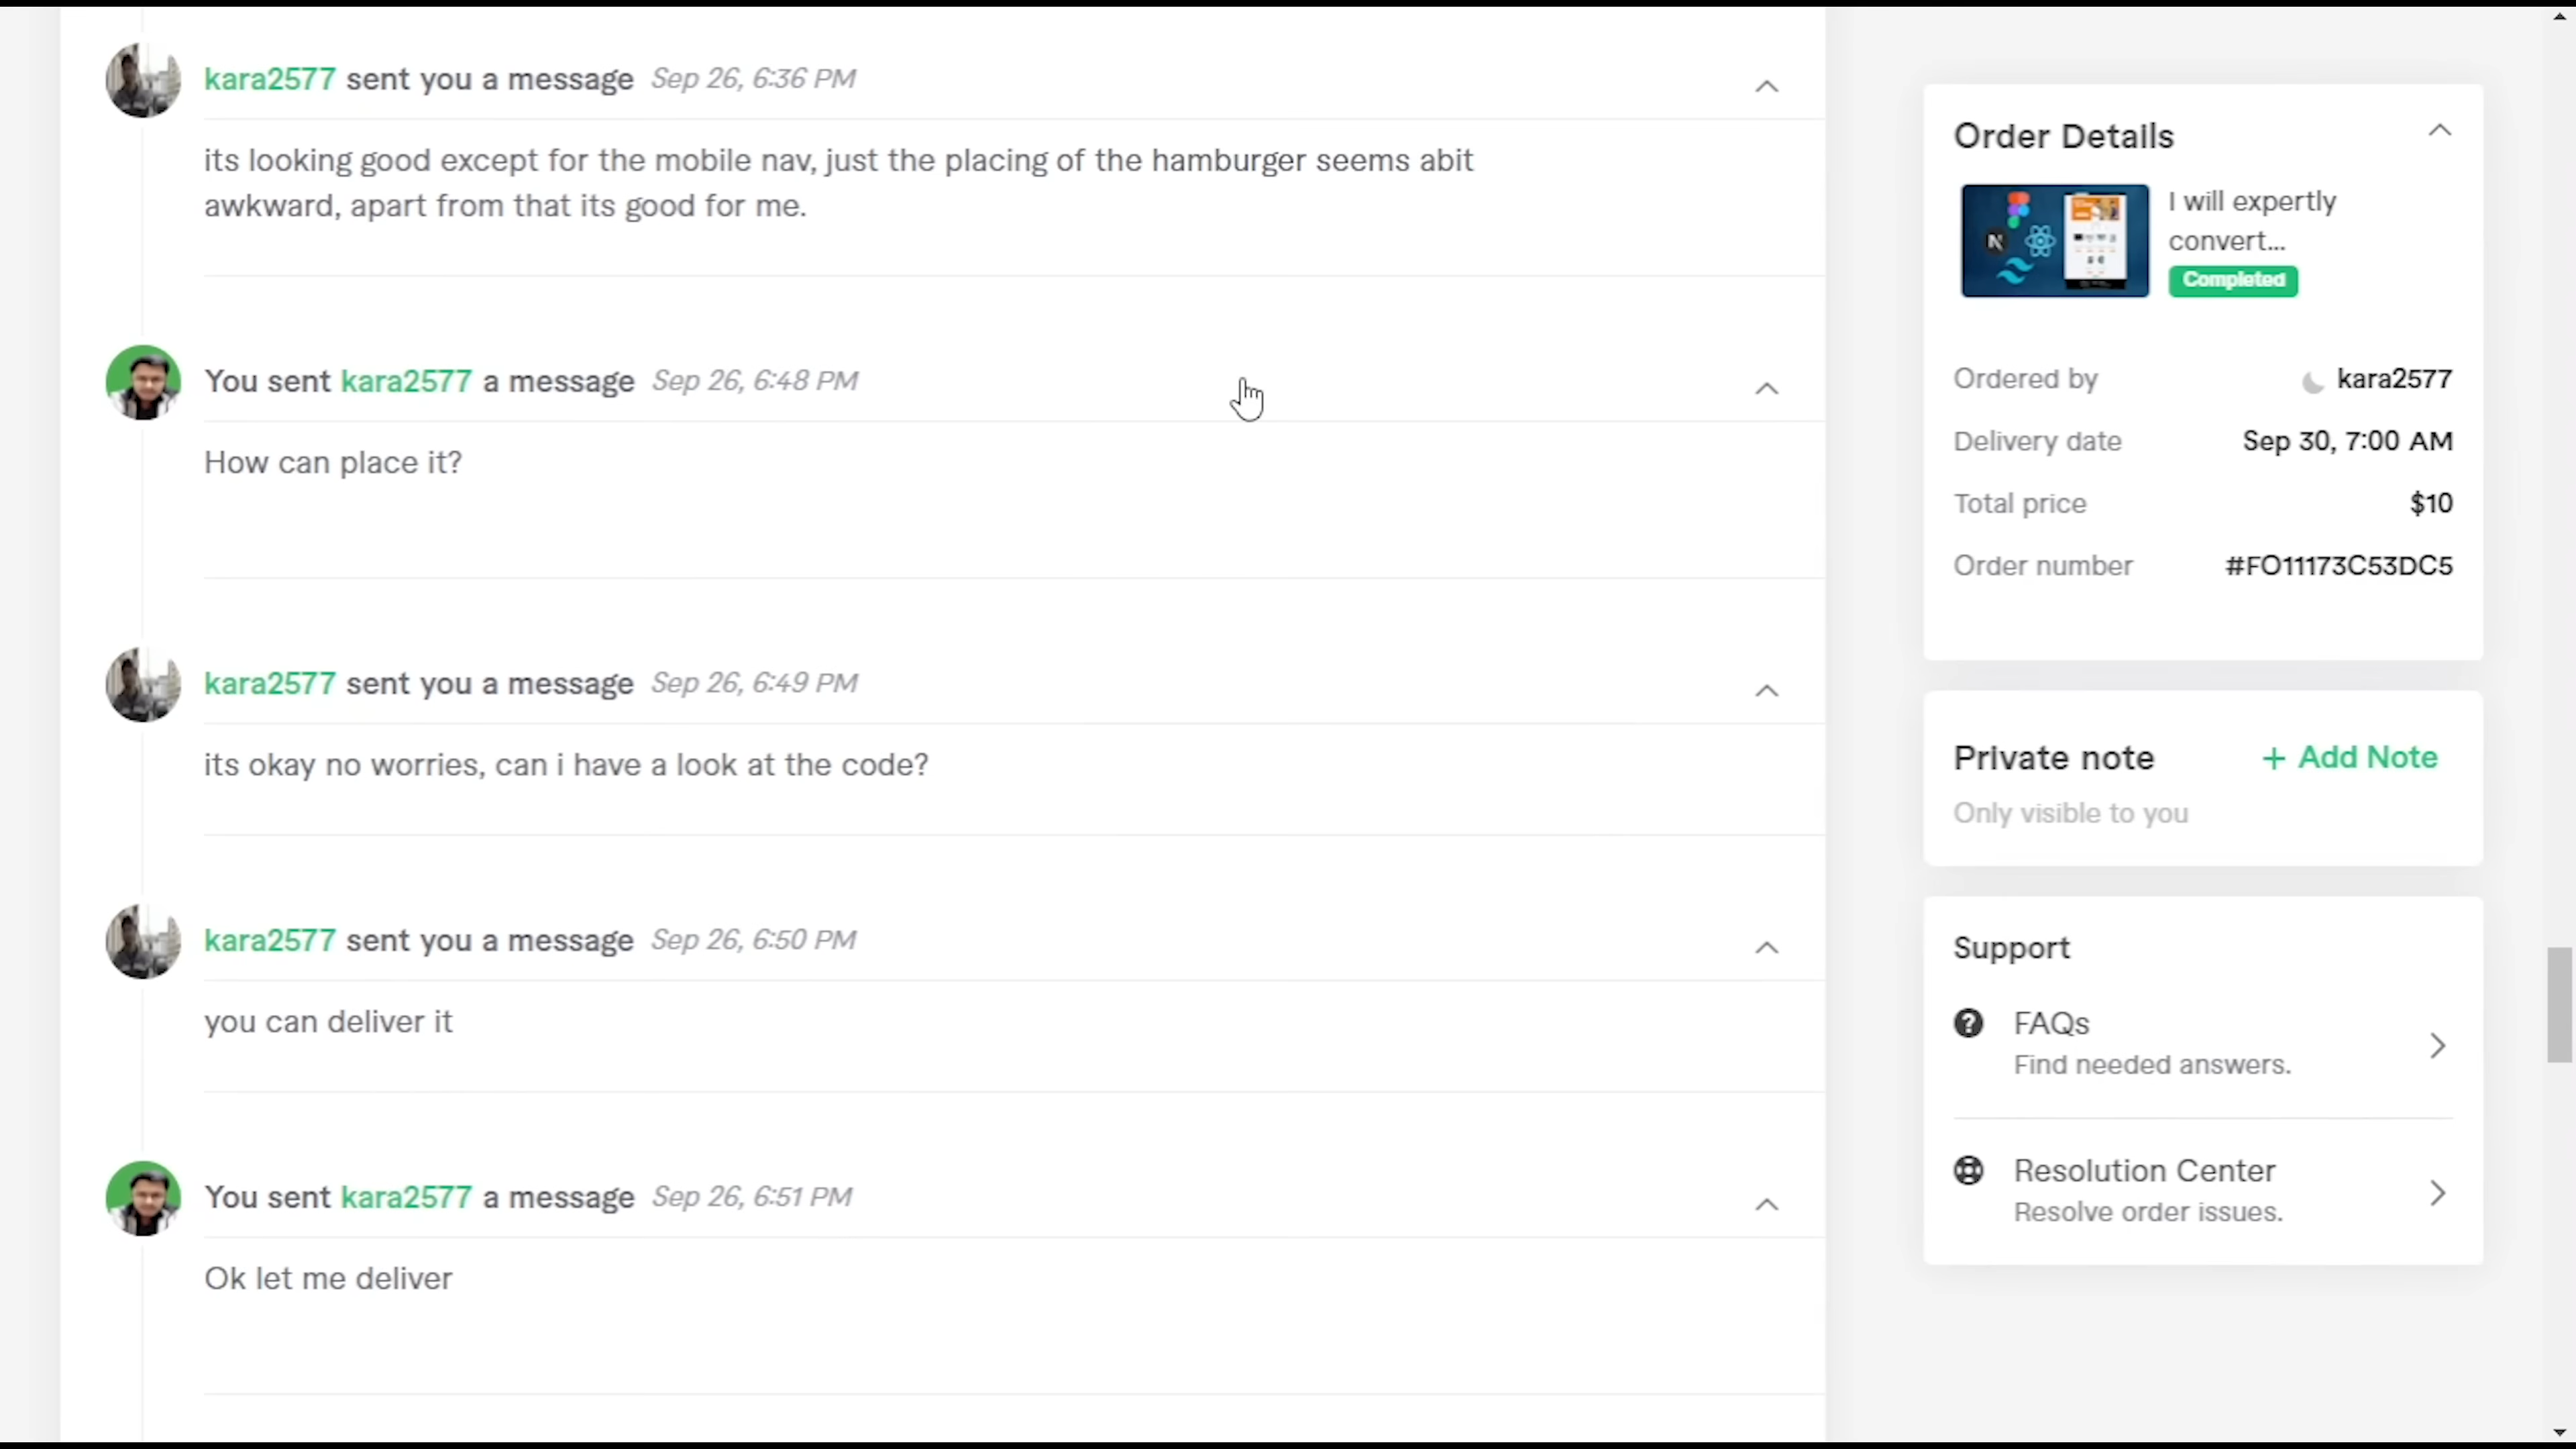 kara2577 sent you a message Sep 26, 6:36 PM
its looking good except for the mobile nav, just the placing of the hamburger seems abit
awkward, apart from that its good for me.
You sent kara2577 a message Sep 26, 6:48 PM
How can place it?
kara2577 sent you a message Sep 26, 6:49 PM
its okay no worries, can i have a look at the code?
kara2577 sent you a message Sep 26, 6:50 PM
you can deliver it
You sent kara2577 a message Sep 26, 6:51 PM
Ok let me deliver
Order Details
N
I will expertly
convert...
Completed
Ordered by kara2577
Delivery date Sep 30, 7:00 AM
Total price $10
Order number #FO11173C53DC5
Private note + Add Note
Only visible to you
Support
FAQs
Find needed answers.
Resolution Center
Resolve order issues.